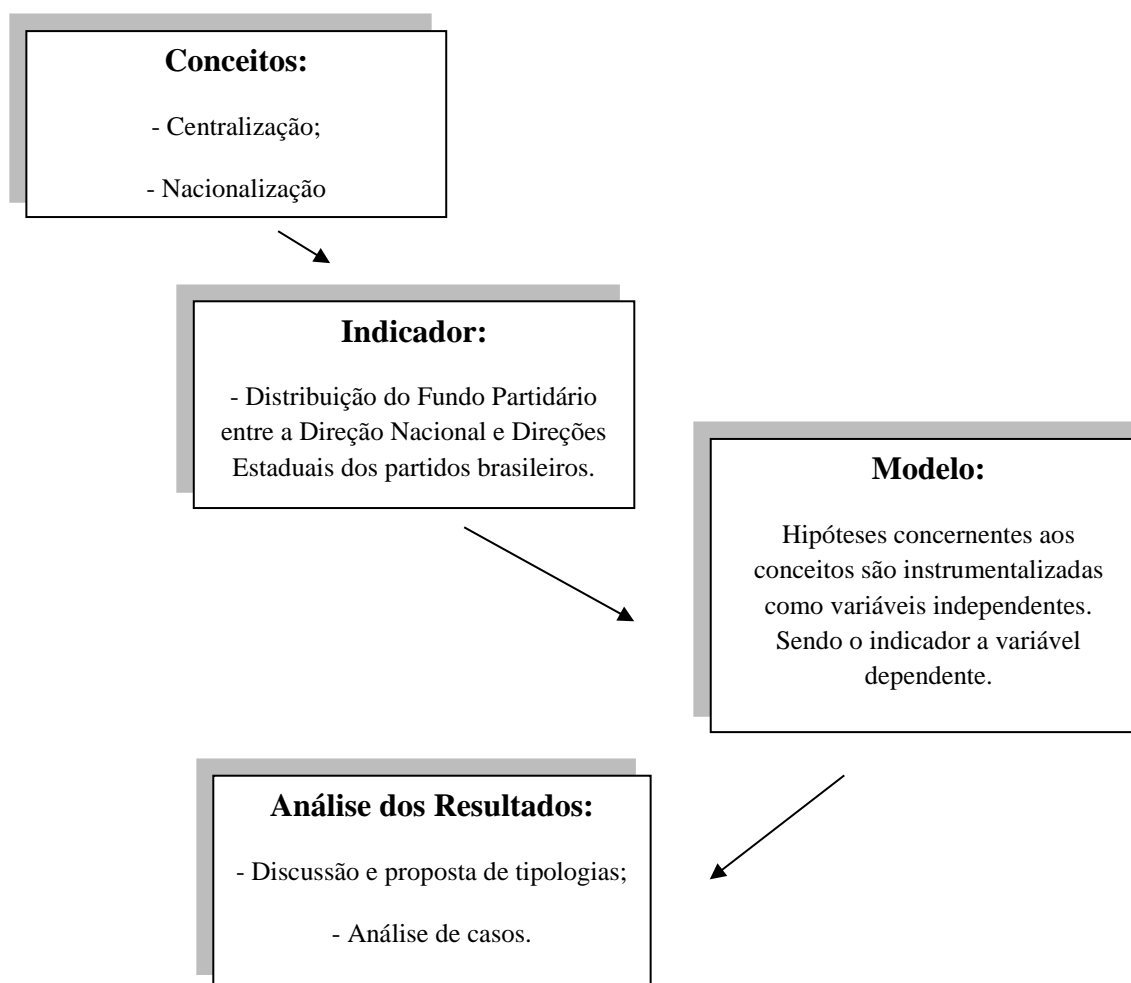 Conceitos:
- Centralização;
- Nacionalização
Indicador:
- Distribuição do Fundo Partidário
entre a Direção Nacional e Direções
Estaduais dos partidos brasileiros.
Modelo:
Hipóteses concernentes aos
conceitos são instrumentalizadas
como variáveis independentes.
Sendo o indicador a variável
dependente.
Análise dos Resultados:
- Discussão e proposta de tipologias;
- Análise de casos.